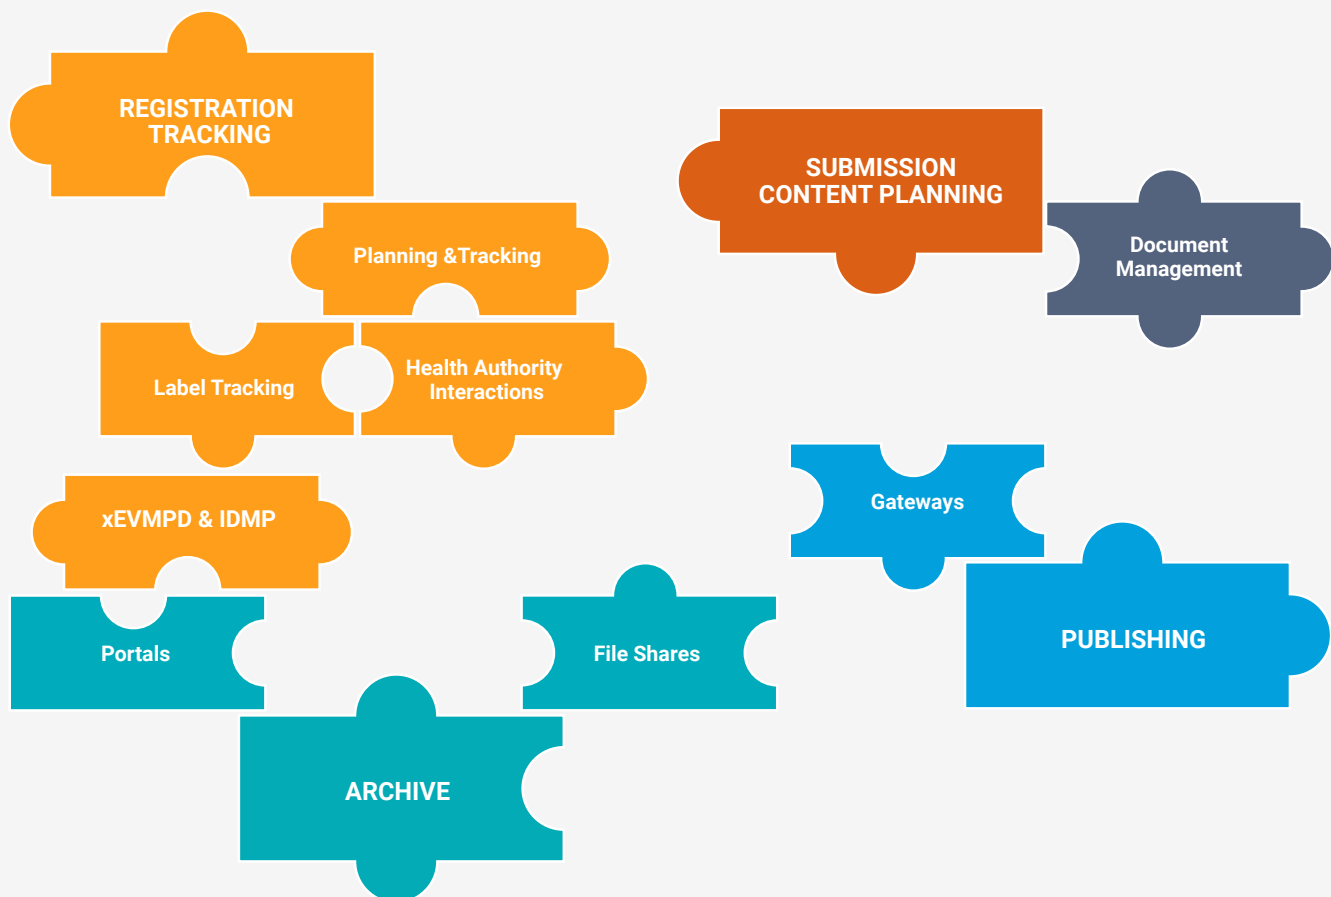 REGISTRATION
TRACKING
SUBMISSION
CONTENT PLANNING
Document
Management
Planning &Tracking
Label Tracking
Health Authority
Interactions
Gateways
xEVMPD & IDMP
Portals
File Shares
PUBLISHING
ARCHIVE